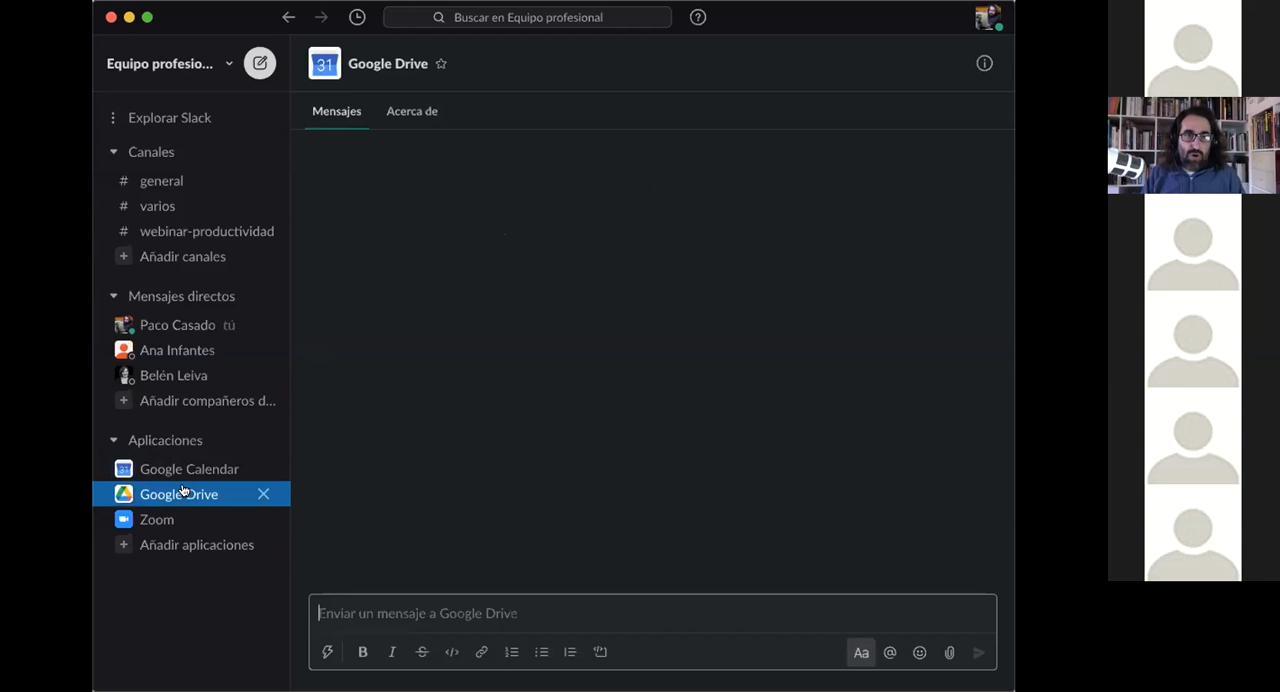 Buscar en Equipo profesional
Equipo profesio...
Google Drive
Explorar Slack
Mensajes
Acerca de
Canales
# general
# varios
# webinar-productividad
+ Añadir canales
Mensajes directos
Paco Casado tú
Ana Infantes
Belén Leiva
+ Añadir compañeros d...
Aplicaciones
31 Google Calendar
Google Drive
Zoom
+ Añadir aplicaciones
31
Enviar un mensaje a Google Drive
B I S </> Aa @